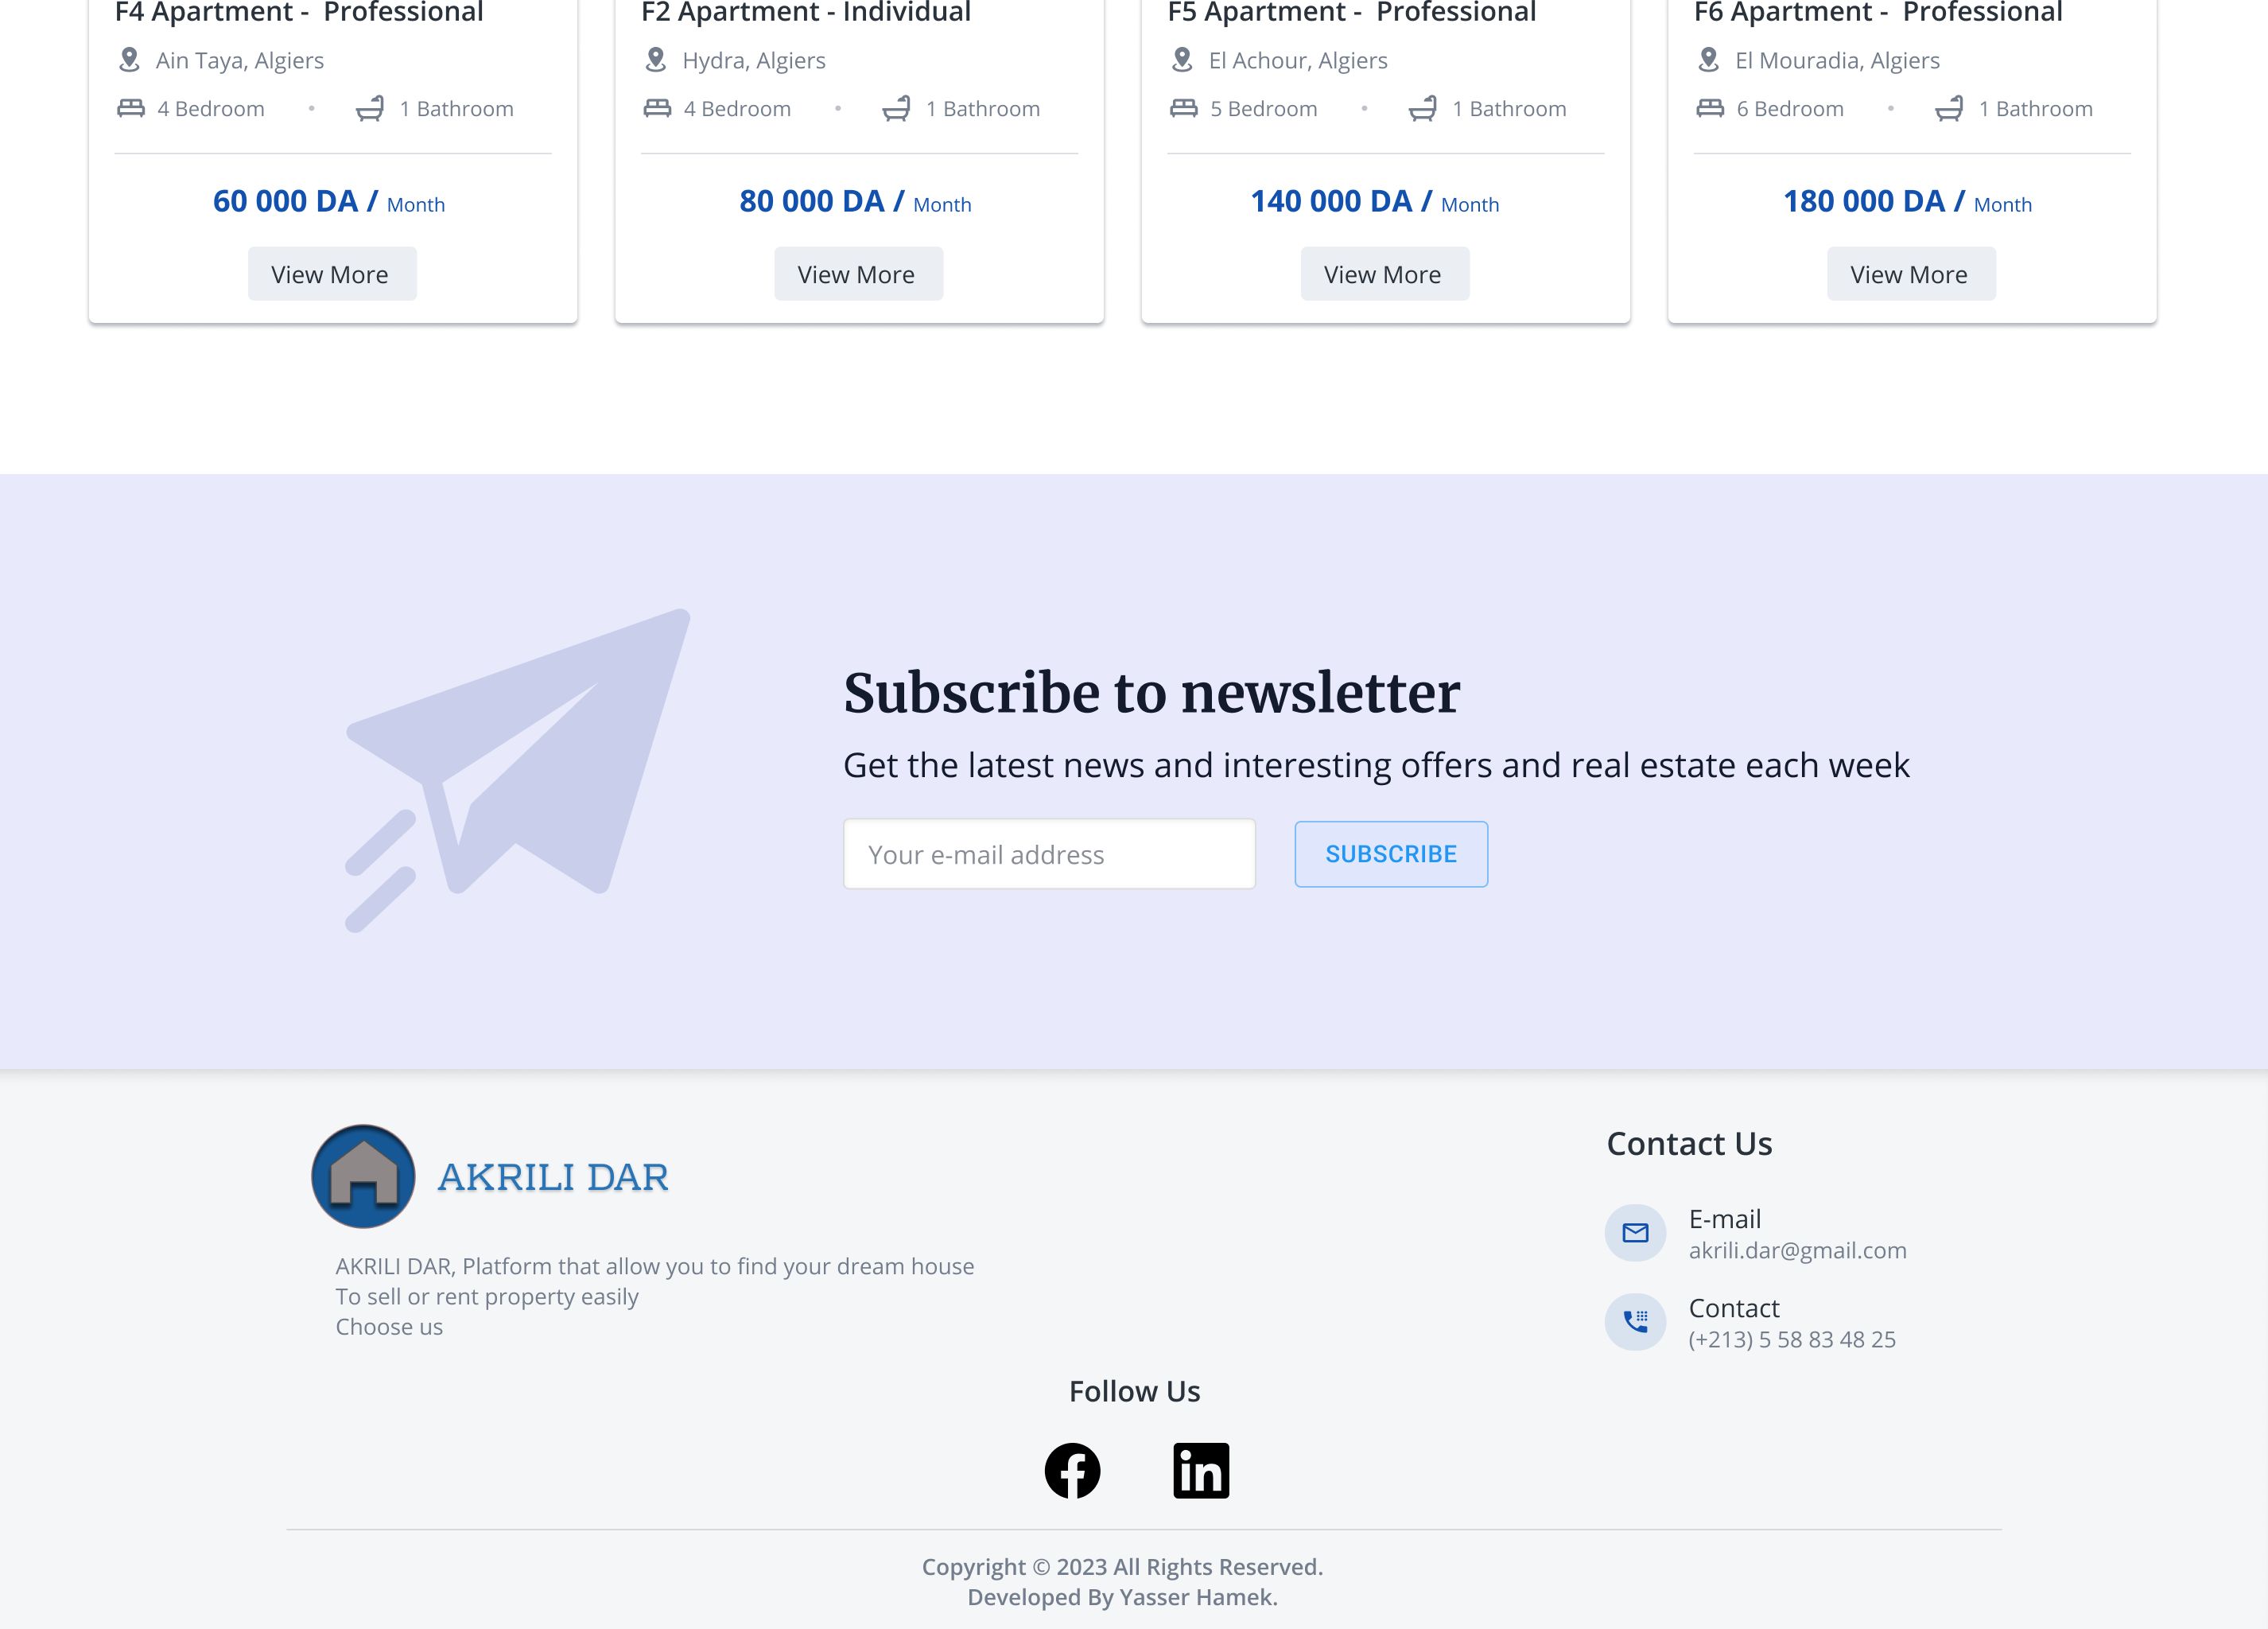 F4 Apartment - Professional
Ain Taya, Algiers
4 Bedroom • 1 Bathroom
60 000 DA / Month
View More
F2 Apartment - Individual
Hydra, Algiers
4 Bedroom • 1 Bathroom
80 000 DA / Month
View More
F5 Apartment - Professional
El Achour, Algiers
5 Bedroom • 1 Bathroom
140 000 DA / Month
View More
F6 Apartment - Professional
El Mouradia, Algiers
6 Bedroom • 1 Bathroom
180 000 DA / Month
View More
Subscribe to newsletter
Get the latest news and interesting offers and real estate each week
Your e-mail address
SUBSCRIBE
AKRILI DAR
AKRILI DAR, Platform that allow you to find your dream house
To sell or rent property easily
Choose us
Contact Us
E-mail
akrili.dar@gmail.com
Contact
(+213) 5 58 83 48 25
Follow Us
Copyright © 2023 All Rights Reserved.
Developed By Yasser Hamek.